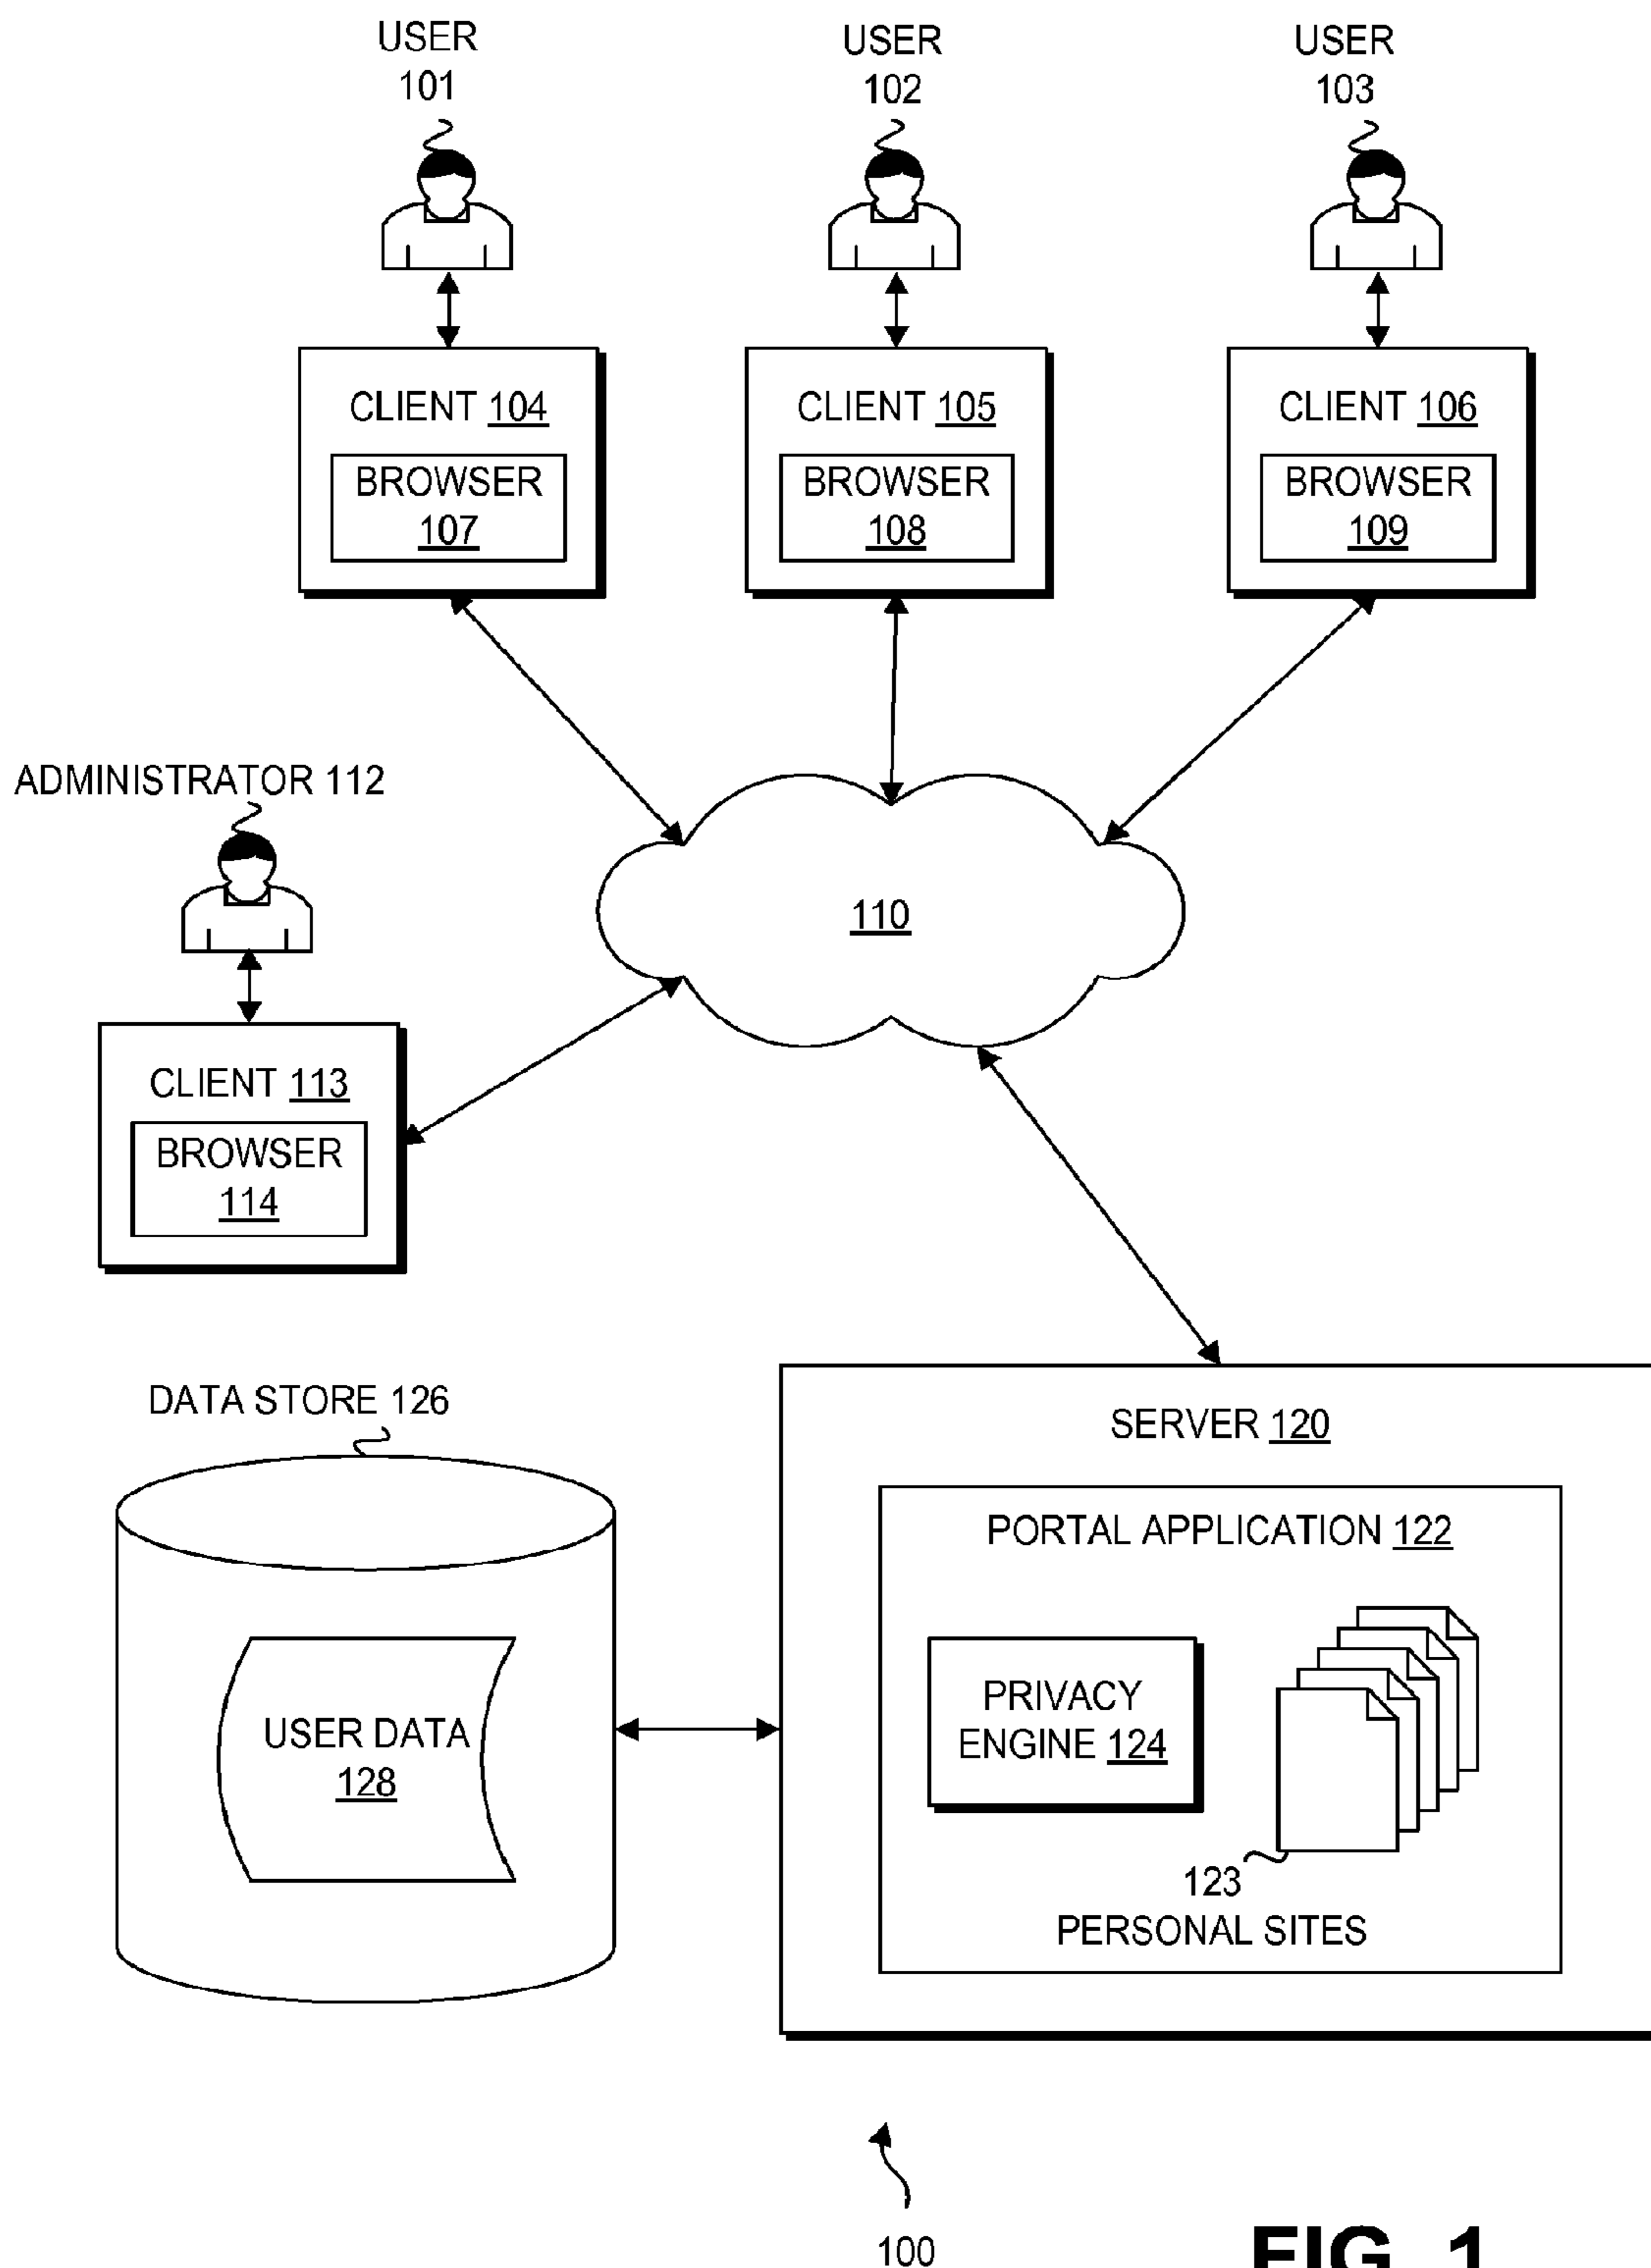 USER
101
USER
102
USER
103
CLIENT 104
BROWSER
107
CLIENT 105
BROWSER
108
CLIENT 106
BROWSER
109
ADMINISTRATOR 112
110
CLIENT 113
BROWSER
114
DATA STORE 126
USER DATA
128
SERVER 120
PORTAL APPLICATION 122
PRIVACY
ENGINE 124
123
PERSONAL SITES
100
FIG. 1